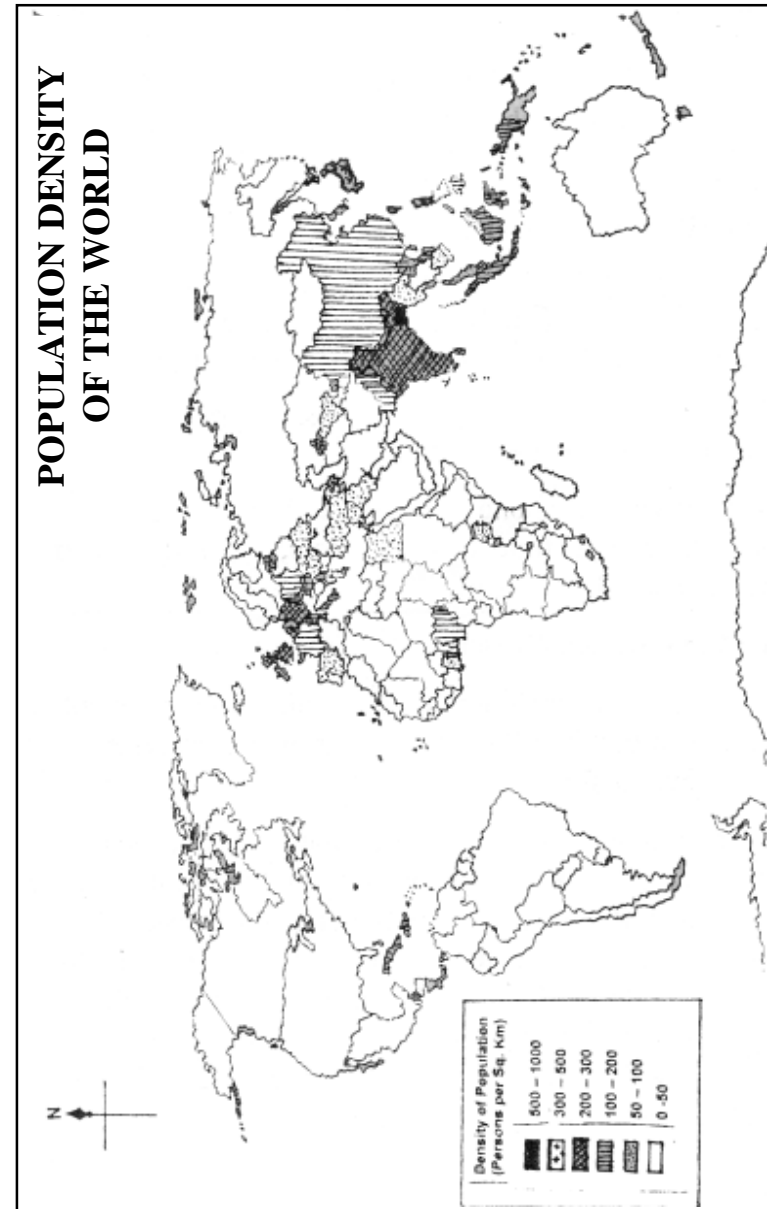 POPULATION DENSITY
OF THE WORLD
N
Density of Population
(Persons per Sq. Km)
500 – 1000
300 – 500
200 – 300
100 – 200
50 – 100
0 -50